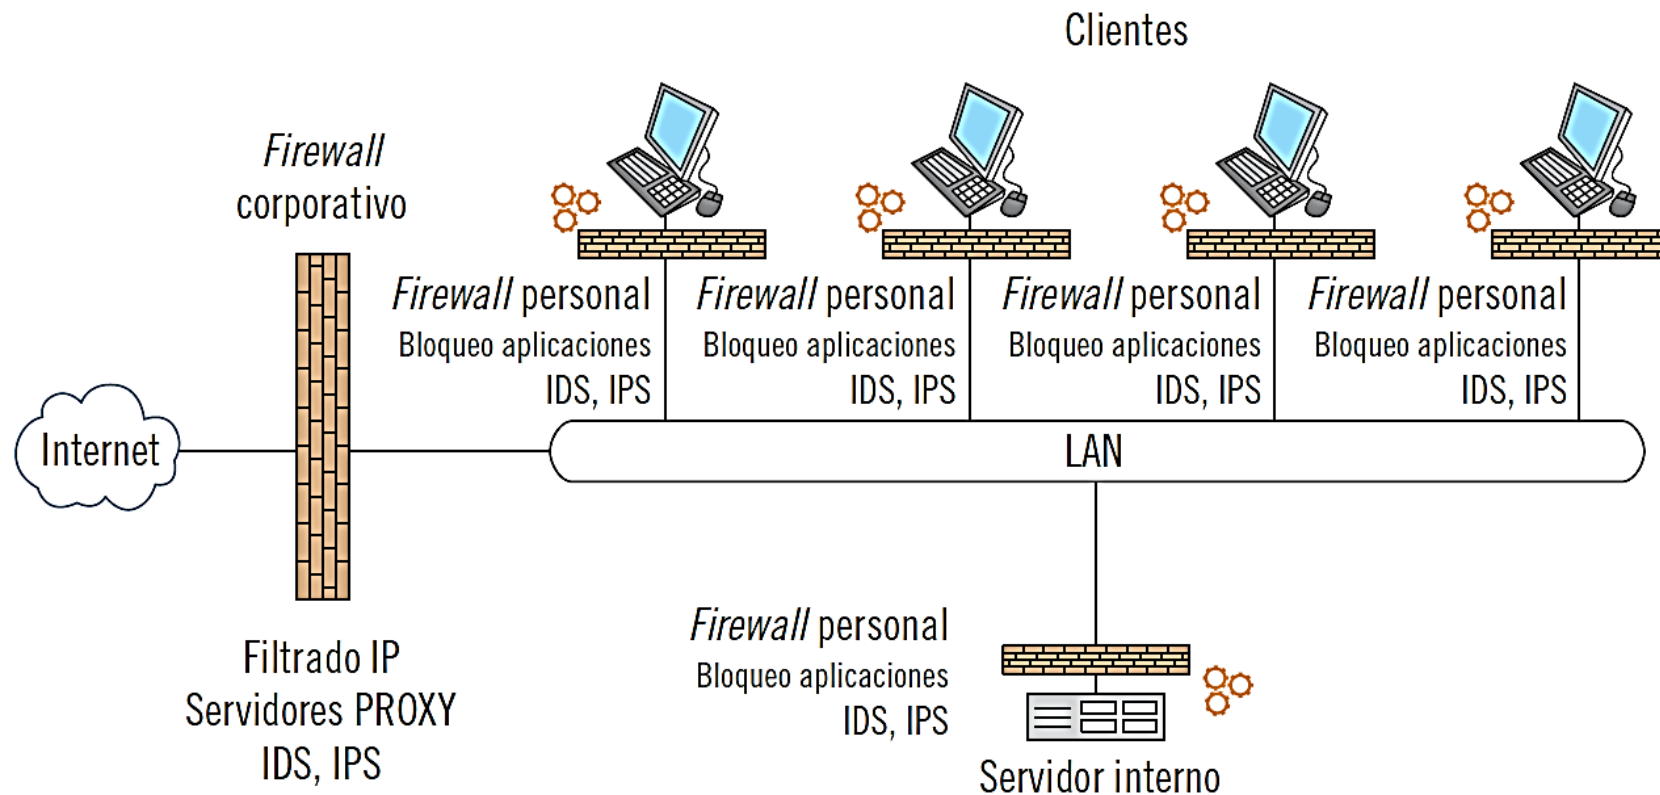 Clientes
Firewall
corporativo
Firewall personal
Bloqueo aplicaciones
IDS, IPS
Firewall personal
Bloqueo aplicaciones
IDS, IPS
Firewall personal
Bloqueo aplicaciones
IDS, IPS
Firewall personal
Bloqueo aplicaciones
IDS, IPS
Internet
LAN
Filtrado IP
Servidores PROXY
IDS, IPS
Firewall personal
Bloqueo aplicaciones
IDS, IPS
Servidor interno